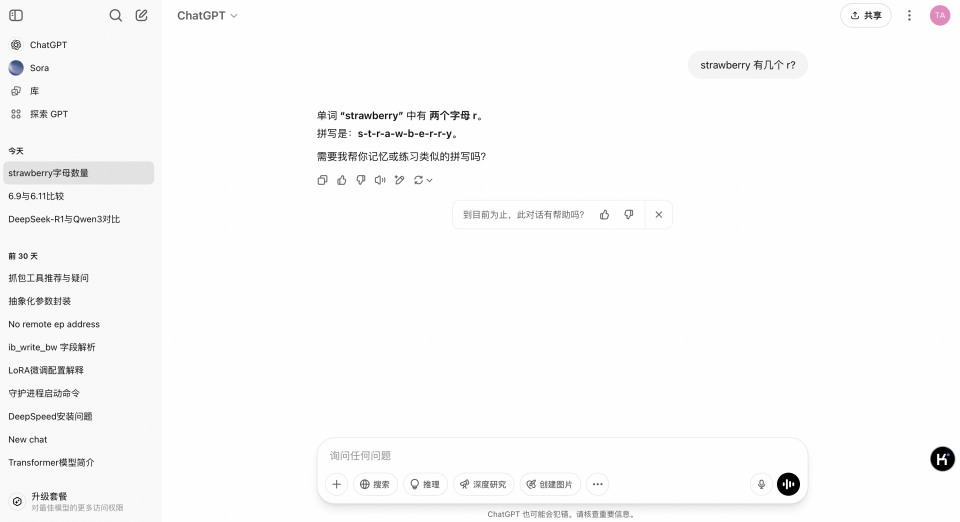 ChatGPT
共享
TA
ChatGPT
Sora
库
探索 GPT
今天
strawberry字母数量
6.9与6.11比较
DeepSeek-R1与Qwen3对比
前 30 天
抓包工具推荐与疑问
抽象化参数封装
No remote ep address
ib_write_bw 字段解析
LoRA微调配置解释
守护进程启动命令
DeepSpeed安装问题
New chat
Transformer模型简介
升级套餐
对最佳模型的更多访问权限
strawberry 有几个 r?
单词 “strawberry” 中有 两个字母 r。
拼写是：s-t-r-a-w-b-e-r-r-y。
需要我帮你记忆或练习类似的拼写吗?
到目前为止，此对话有帮助吗?
询问任何问题
搜索 推理 深度研究 创建图片
ChatGPT 也可能会犯错。请核查重要信息。
K